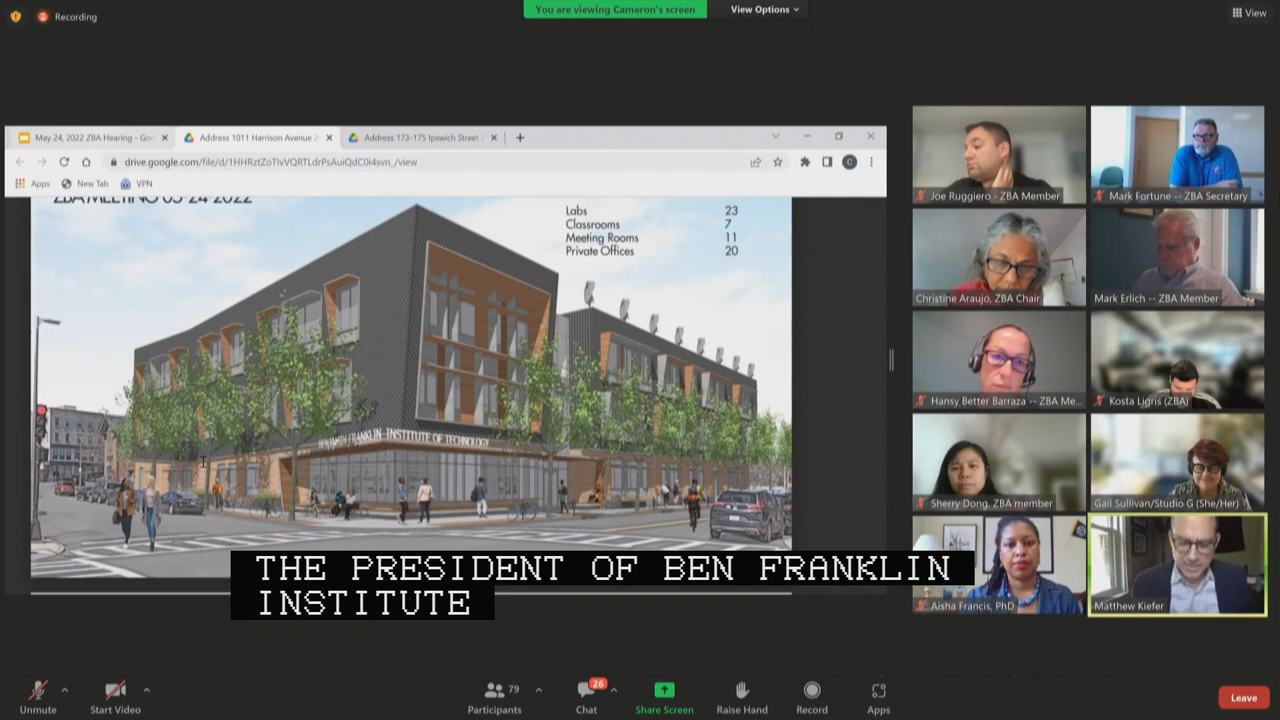 Recording
You are viewing Cameron's screen
View Options
View
May 24, 2022 ZBA Hearing - Goo
Address 1011 Harrison Avenue 2
Address 173-175 Ipswich Street
drive.google.com/file/d/1HHRztZoTlvVQRTLdrPsAuiQdC0i4svn_/view
C
Apps
New Tab
VPN
ZBA MEETING 05-24-2022
Labs 23
Classrooms 7
Meeting Rooms 11
Private Offices 20
BENJAMIN FRANKLIN INSTITUTE OF TECHNOLOGY
Joe Ruggiero - ZBA Member
Mark Fortune -- ZBA Secretary
Christine Araujo, ZBA Chair
Mark Erlich -- ZBA Member
Hansy Better Barraza -- ZBA Me...
Kosta Ligris (ZBA)
Sherry Dong, ZBA member
Gail Sullivan/Studio G (She/Her)
Aisha Francis, PhD
Matthew Kiefer
THE PRESIDENT OF BEN FRANKLIN
INSTITUTE
Unmute
Start Video
79
Participants
26
Chat
Share Screen
Raise Hand
Record
Apps
Leave